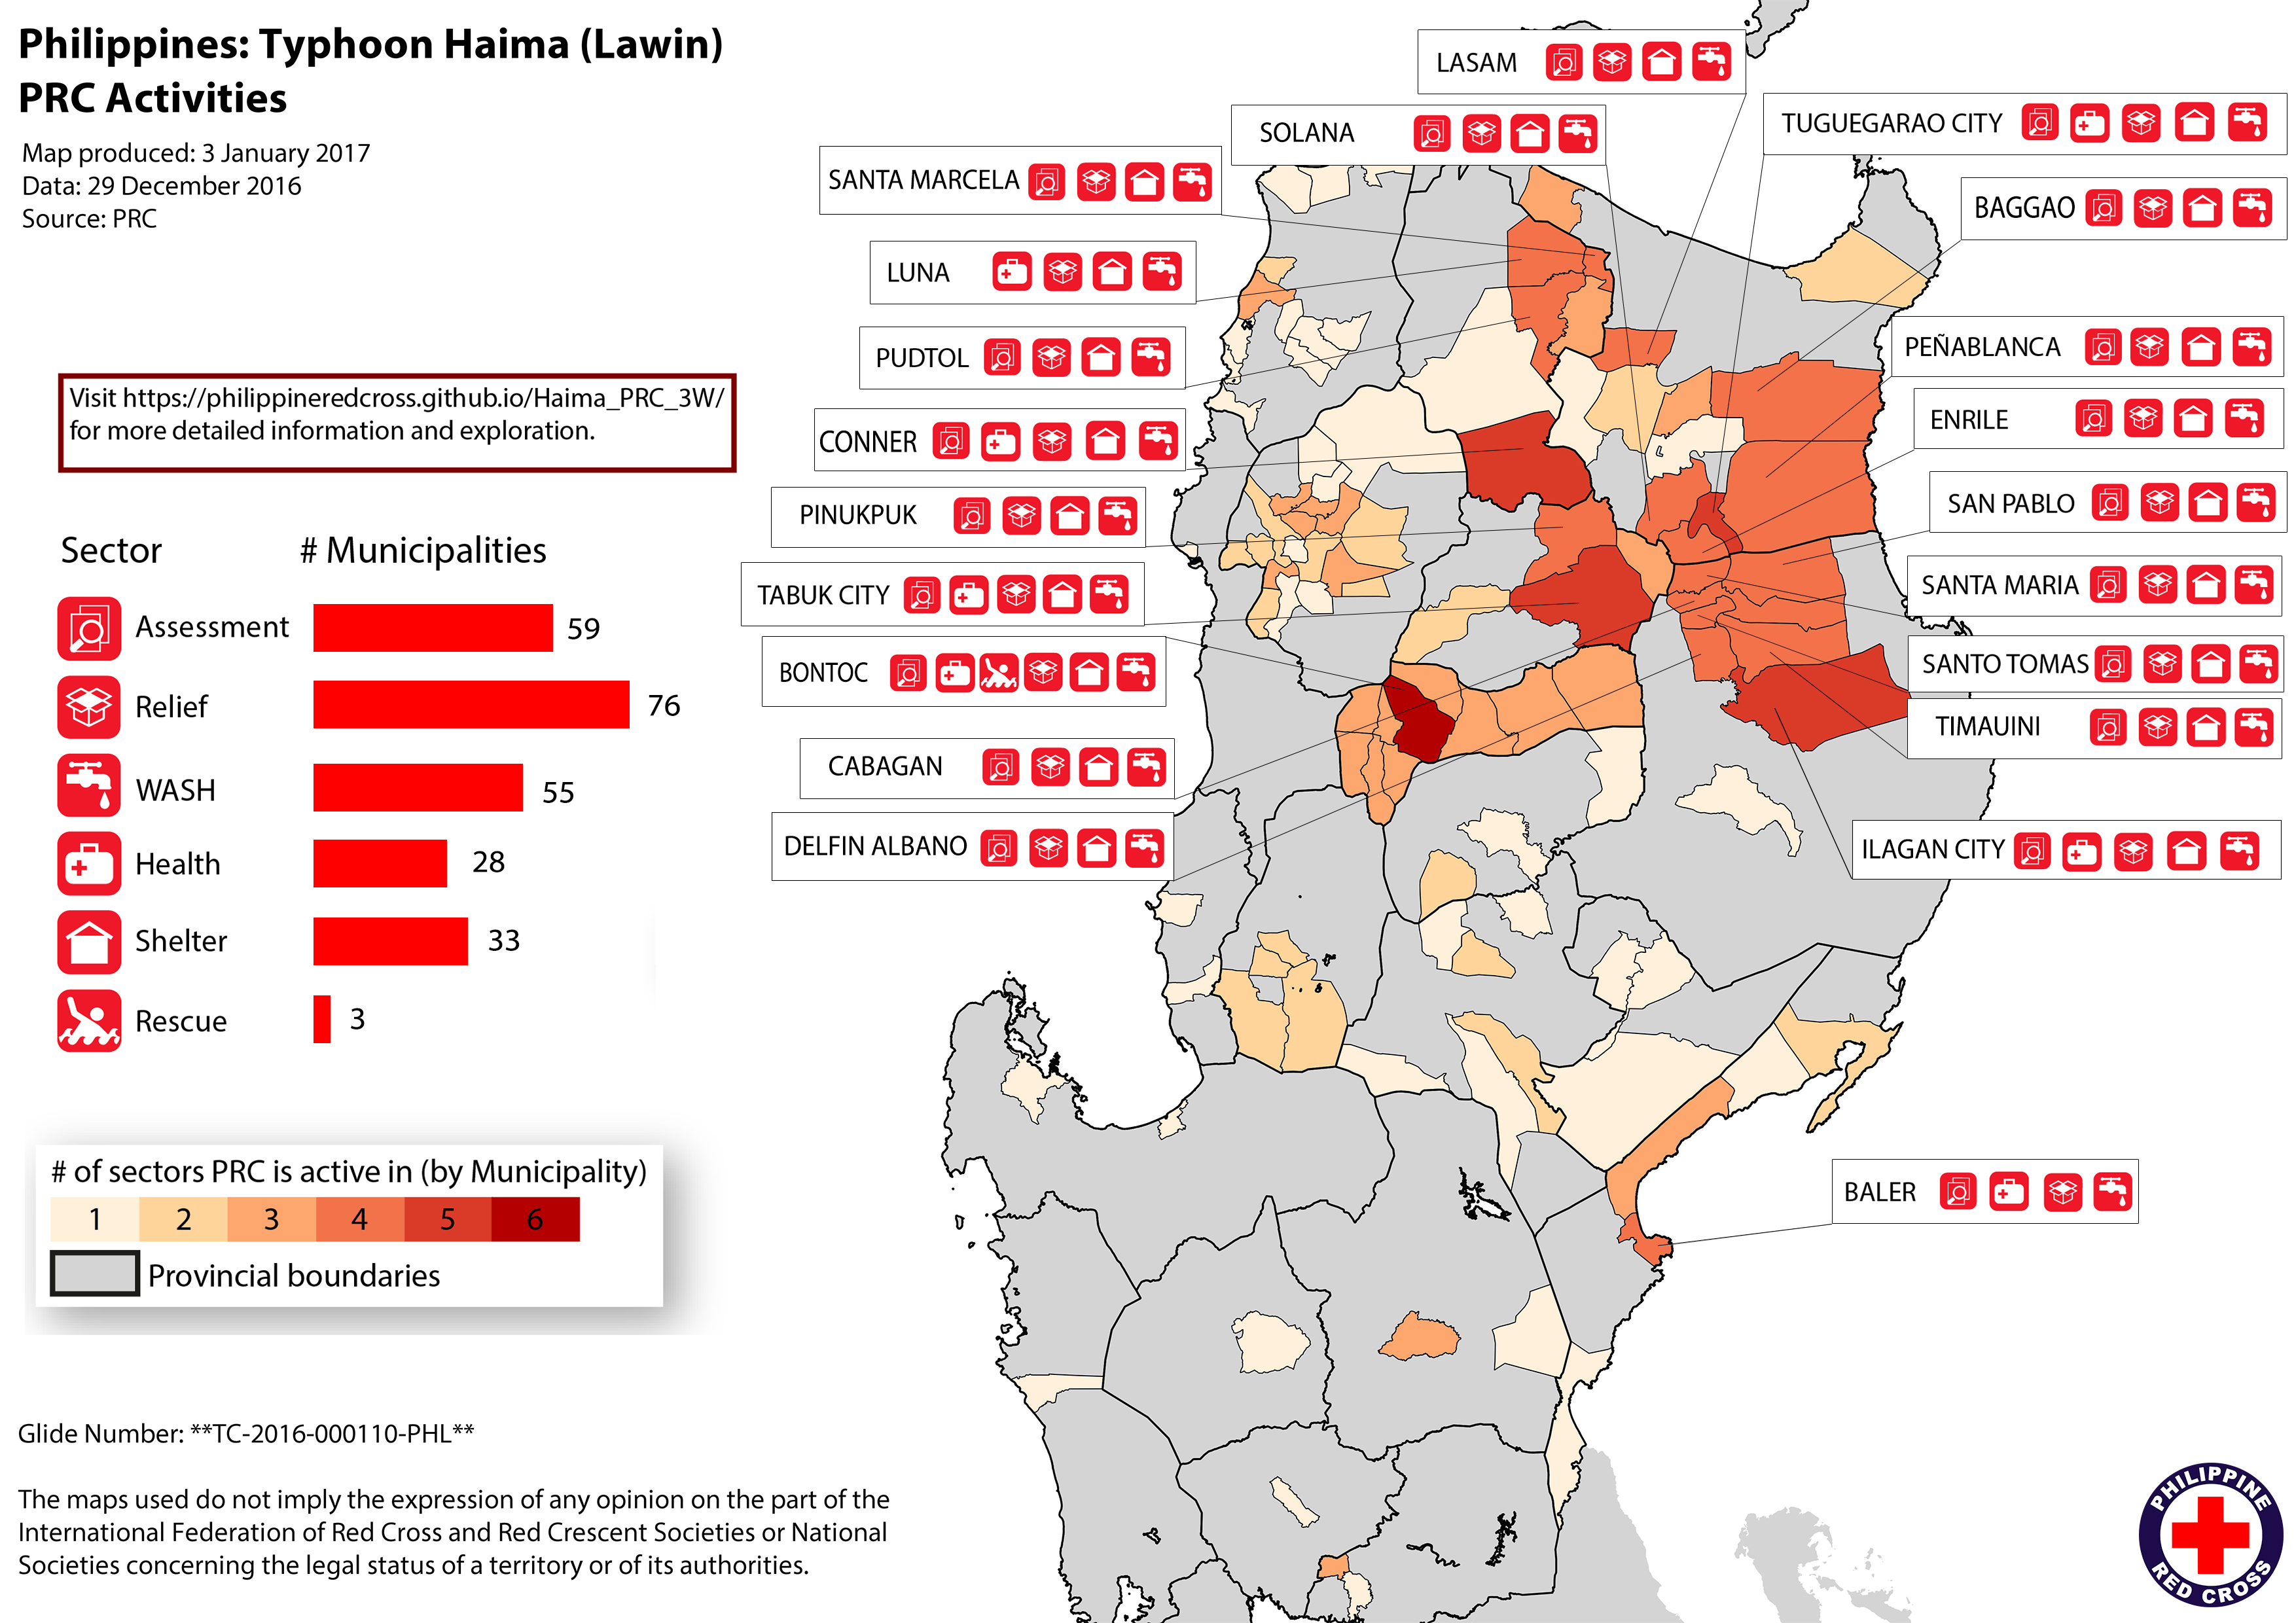 Philippines: Typhoon Haima (Lawin)
PRC Activities
Map produced: 3 January 2017
Data: 29 December 2016
Source: PRC
Visit https://philippineredcross.github.io/Haima_PRC_3W/
for more detailed information and exploration.
Sector # Municipalities
Assessment 59
Relief 76
WASH 55
Health 28
Shelter 33
Rescue 3
# of sectors PRC is active in (by Municipality)
1 2 3 4 5 6
Provincial boundaries
Glide Number: **TC-2016-000110-PHL**
The maps used do not imply the expression of any opinion on the part of the
International Federation of Red Cross and Red Crescent Societies or National
Societies concerning the legal status of a territory or of its authorities.
LASAM
SOLANA
SANTA MARCELA
LUNA
PUDTOL
CONNER
PINUKPUK
TABUK CITY
BONTOC
CABAGAN
DELFIN ALBANO
TUGUEGARAO CITY
BAGGAO
PEÑABLANCA
ENRILE
SAN PABLO
SANTA MARIA
SANTO TOMAS
TIMAUINI
ILAGAN CITY
BALER
PHILIPPINE
RED CROSS